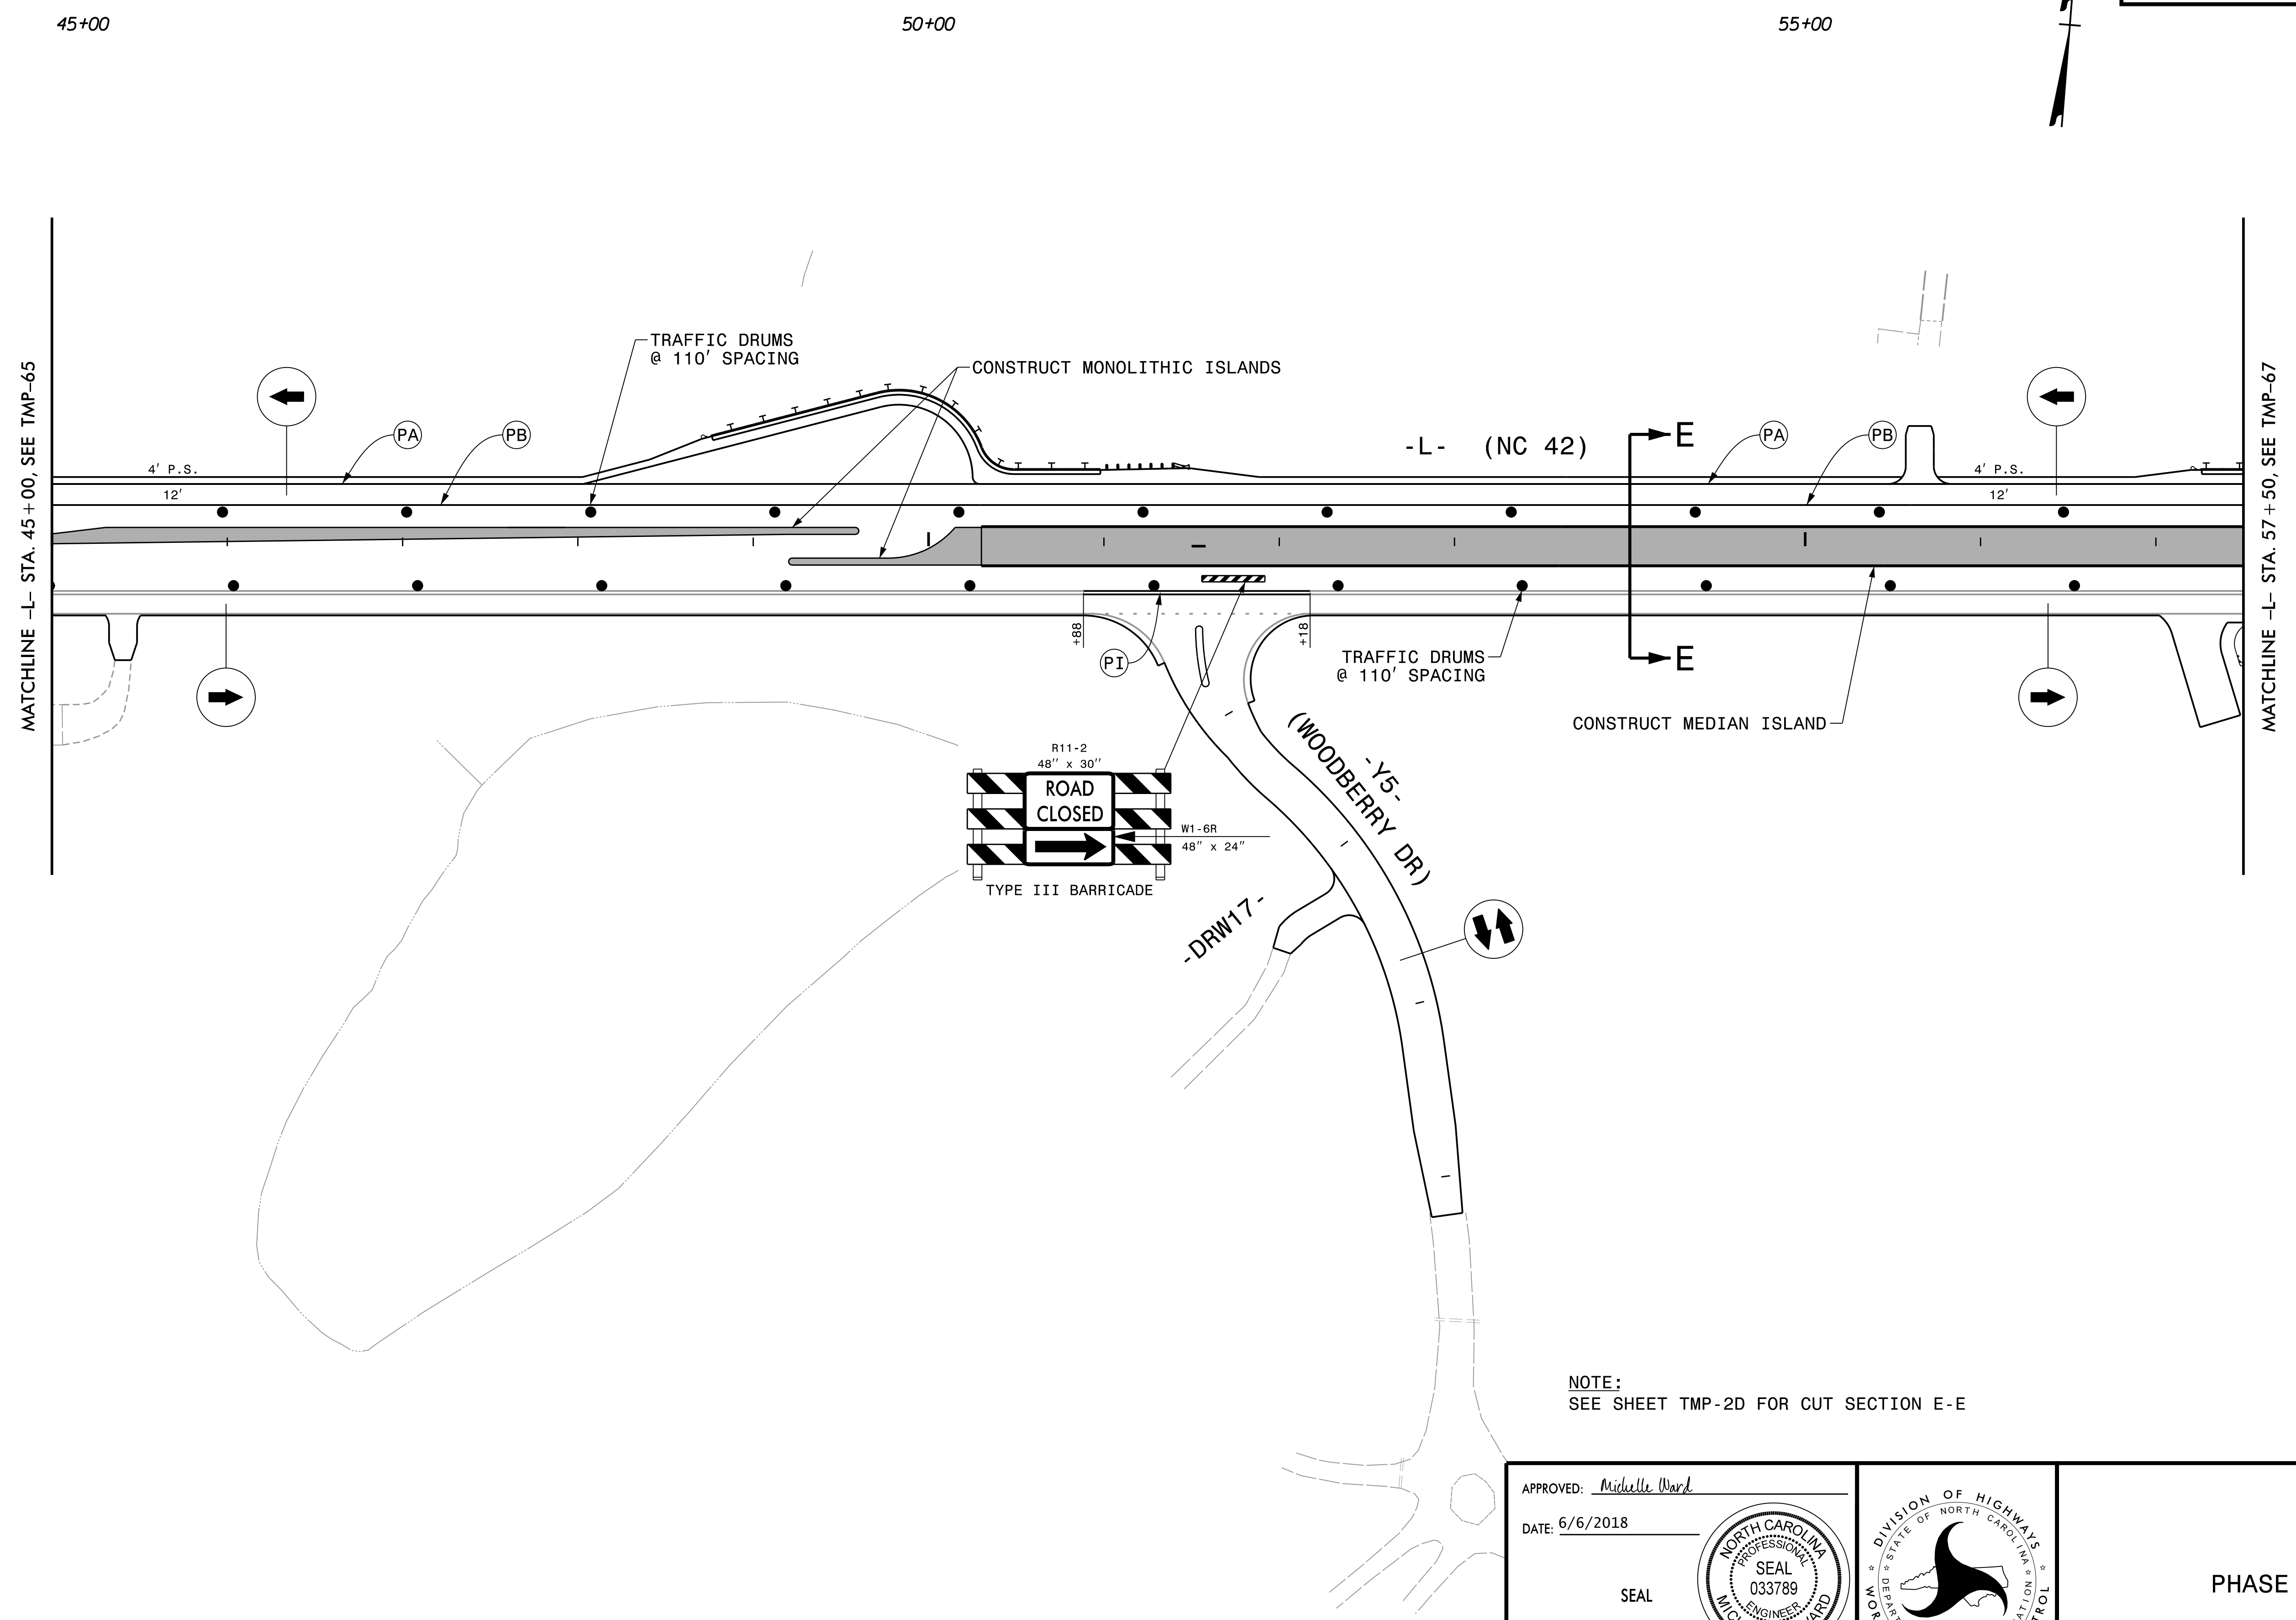 45+00
50+00
55+00
MATCHLINE -L- STA. 45+00, SEE TMP-65
MATCHLINE -L- STA. 57+50, SEE TMP-67
TRAFFIC DRUMS
@ 110' SPACING
CONSTRUCT MONOLITHIC ISLANDS
PA
PB
-L- (NC 42)
E
PA
PB
4' P.S.
12'
4' P.S.
12'
+88
+18
PI
TRAFFIC DRUMS
@ 110' SPACING
E
CONSTRUCT MEDIAN ISLAND
R11-2
48" x 30"
ROAD
CLOSED
W1-6R
48" x 24"
TYPE III BARRICADE
-Y5-
(WOODBERRY DR)
-DRW17-
NOTE:
SEE SHEET TMP-2D FOR CUT SECTION E-E
APPROVED: Michelle Ward
DATE: 6/6/2018
SEAL
NORTH CAROLINA
PROFESSIONAL
SEAL
033789
ENGINEER
DIVISION OF HIGHWAYS
STATE OF NORTH CAROLINA
PHASE